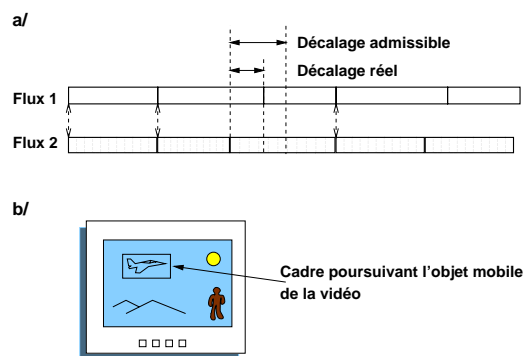 a/
Décalage admissible
Décalage réel
Flux 1
Flux 2
b/
Cadre poursuivant l'objet mobile
de la vidéo